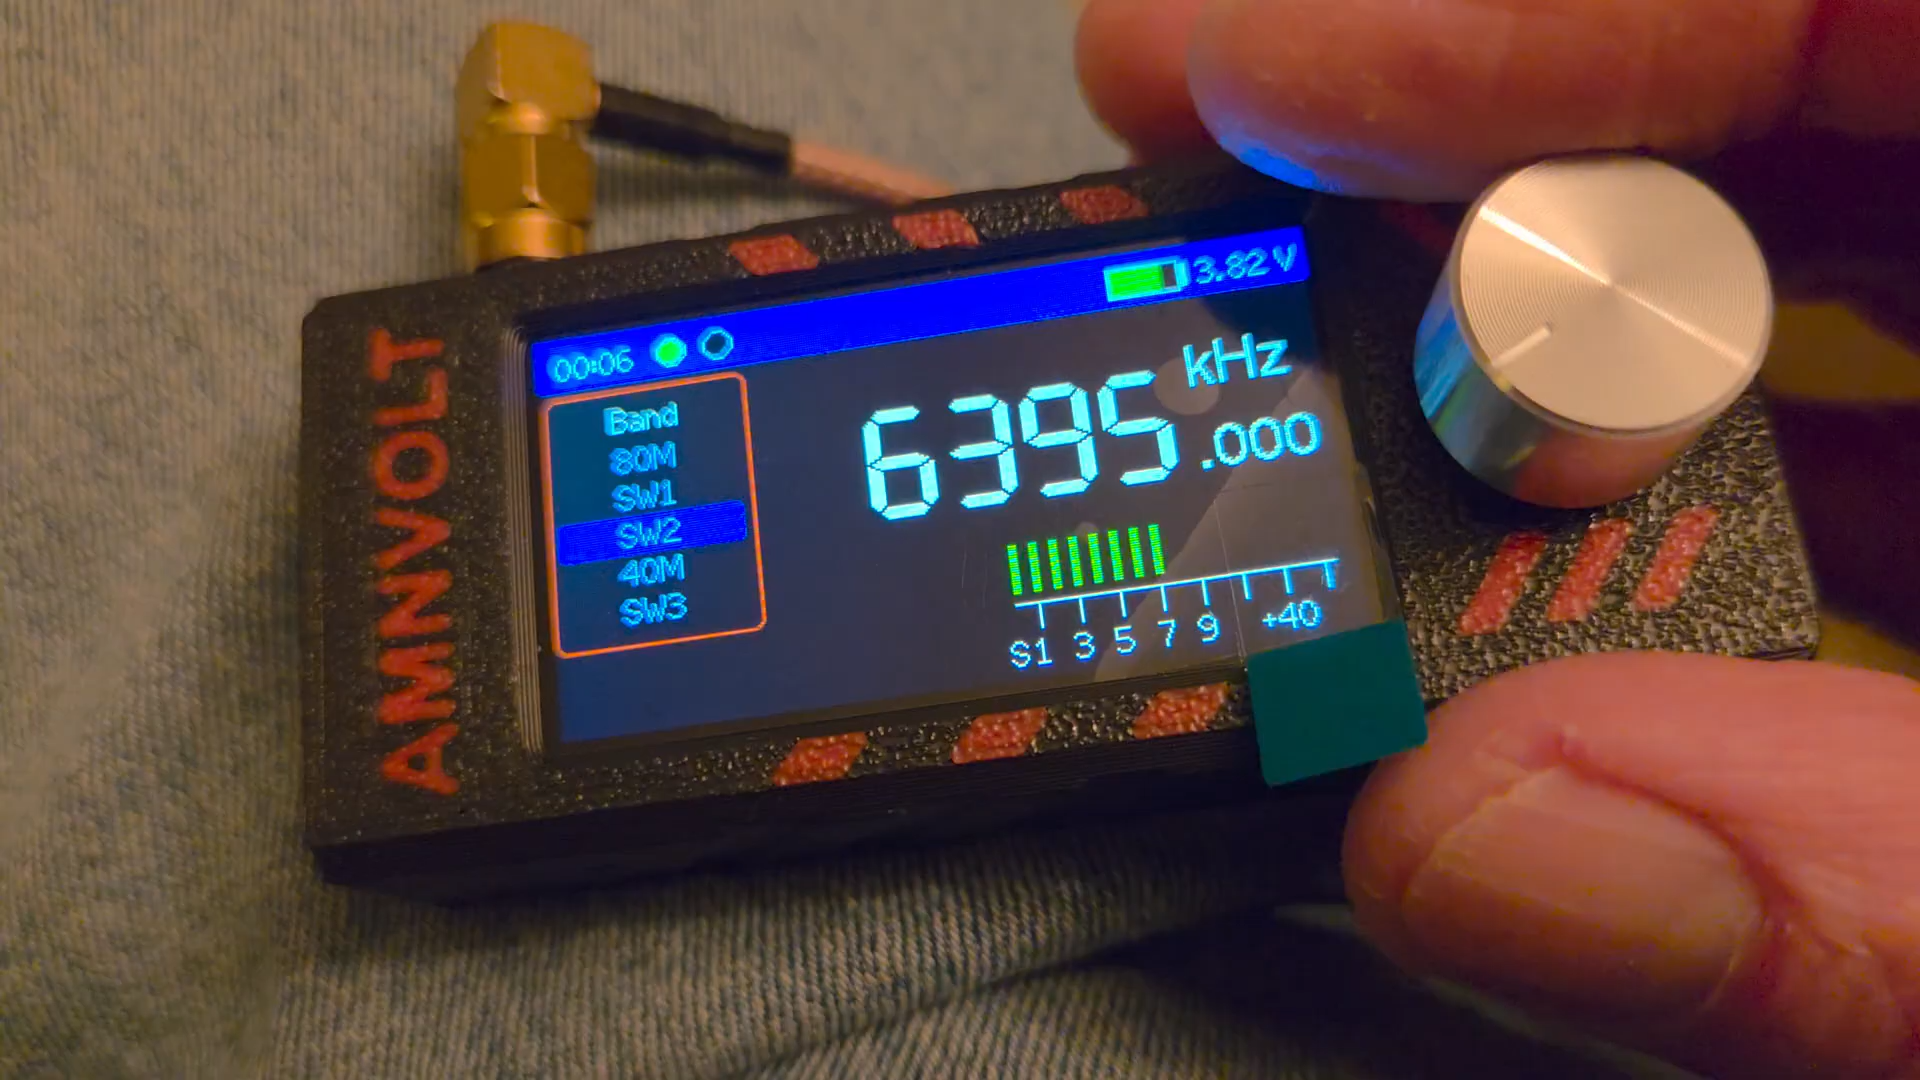 AMNVOLT
00:06
3.82 V
Band
80M
SW1
SW2
40M
SW3
kHz
6395.000
S1 3 5 7 9 +40